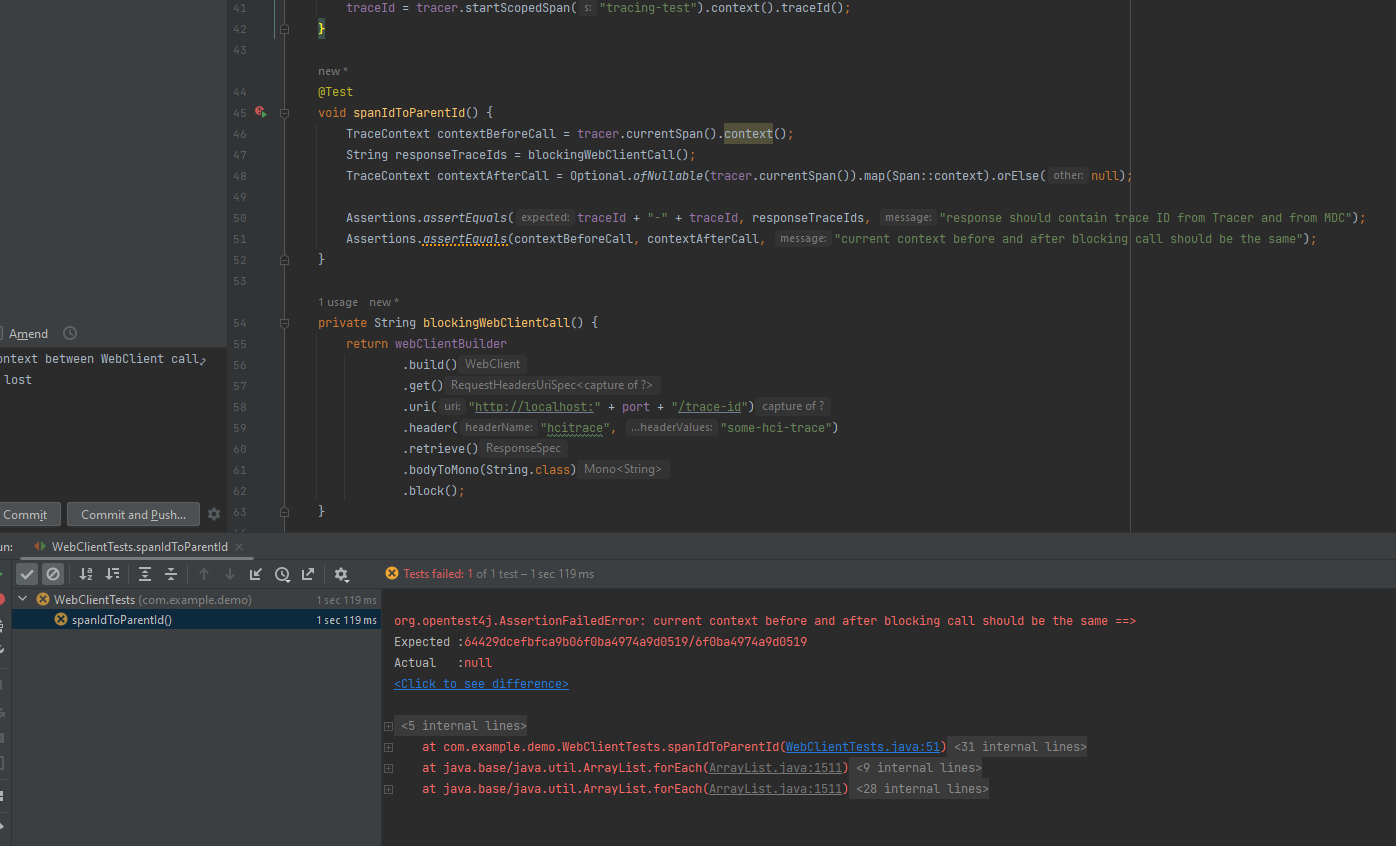 41 traceId = tracer.startScopedSpan( s: "tracing-test").context().traceId();
42 }
43
new *
44 @Test
45 void spanIdToParentId() {
46 TraceContext contextBeforeCall = tracer.currentSpan().context();
47 String responseTraceIds = blockingWebClientCall();
48 TraceContext contextAfterCall = Optional.ofNullable(tracer.currentSpan()).map(Span::context).orElse( other: null);
49
50 Assertions.assertEquals( expected: traceId + "-" + traceId, responseTraceIds, message: "response should contain trace ID from Tracer and from MDC");
51 Assertions.assertEquals(contextBeforeCall, contextAfterCall, message: "current context before and after blocking call should be the same");
52 }
53
1 usage new *
54 private String blockingWebClientCall() {
55 return webClientBuilder
56 .build() WebClient
57 .get() RequestHeadersUriSpec<capture of ?>
58 .uri( uri: "http://localhost:" + port + "/trace-id") capture of ?
59 .header( headerName: "hcitrace", ...headerValues: "some-hci-trace")
60 .retrieve() ResponseSpec
61 .bodyToMono(String.class) Mono<String>
62 .block();
63 }
Amend
ontext between WebClient call,
lost
Commit Commit and Push...
un: WebClientTests.spanIdToParentId
Tests failed: 1 of 1 test – 1 sec 119 ms
WebClientTests (com.example.demo) 1 sec 119 ms
spanIdToParentId() 1 sec 119 ms
org.opentest4j.AssertionFailedError: current context before and after blocking call should be the same ==>
Expected :64429dcefbfca9b06f0ba4974a9d0519/6f0ba4974a9d0519
Actual :null
<Click to see difference>
<5 internal lines>
at com.example.demo.WebClientTests.spanIdToParentId(WebClientTests.java:51) <31 internal lines>
at java.base/java.util.ArrayList.forEach(ArrayList.java:1511) <9 internal lines>
at java.base/java.util.ArrayList.forEach(ArrayList.java:1511) <28 internal lines>